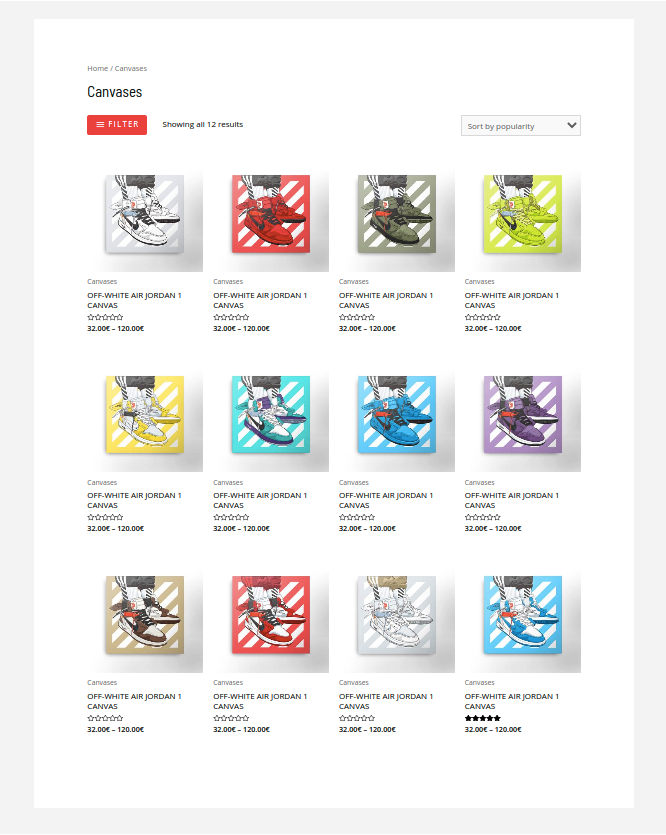 Home / Canvases
Canvases
FILTER
Showing all 12 results
Sort by popularity
Canvases
OFF-WHITE AIR JORDAN 1
CANVAS
32.00€ – 120.00€
Canvases
OFF-WHITE AIR JORDAN 1
CANVAS
32.00€ – 120.00€
Canvases
OFF-WHITE AIR JORDAN 1
CANVAS
32.00€ – 120.00€
Canvases
OFF-WHITE AIR JORDAN 1
CANVAS
32.00€ – 120.00€
Canvases
OFF-WHITE AIR JORDAN 1
CANVAS
32.00€ – 120.00€
Canvases
OFF-WHITE AIR JORDAN 1
CANVAS
32.00€ – 120.00€
Canvases
OFF-WHITE AIR JORDAN 1
CANVAS
32.00€ – 120.00€
Canvases
OFF-WHITE AIR JORDAN 1
CANVAS
32.00€ – 120.00€
Canvases
OFF-WHITE AIR JORDAN 1
CANVAS
32.00€ – 120.00€
Canvases
OFF-WHITE AIR JORDAN 1
CANVAS
32.00€ – 120.00€
Canvases
OFF-WHITE AIR JORDAN 1
CANVAS
32.00€ – 120.00€
Canvases
OFF-WHITE AIR JORDAN 1
CANVAS
32.00€ – 120.00€